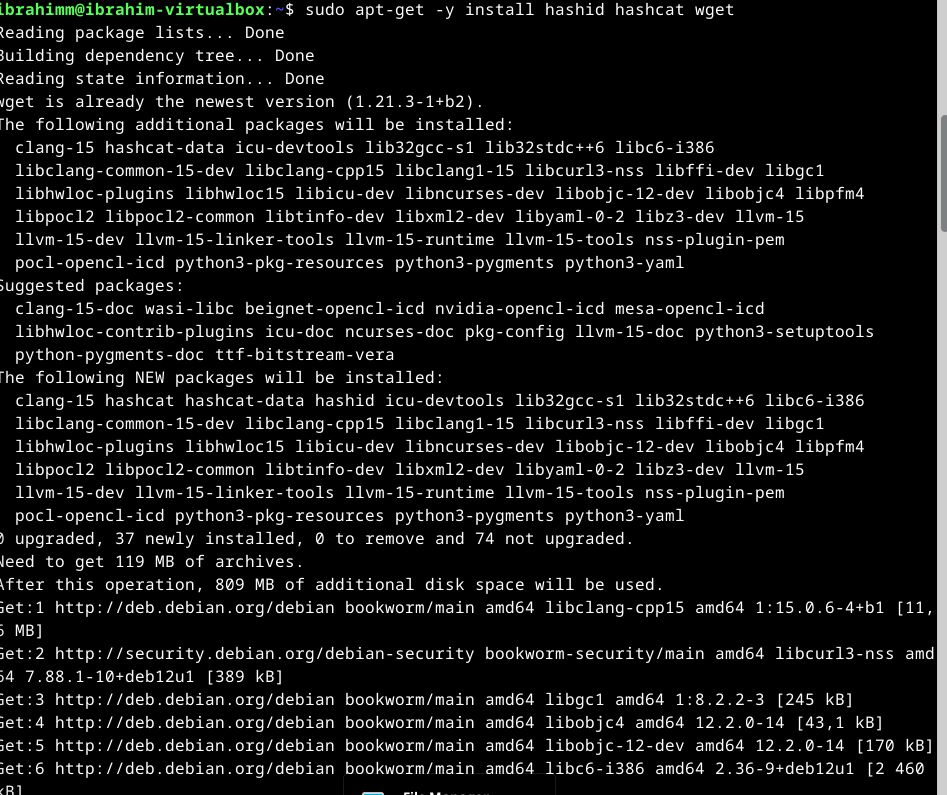 ibrahimm@ibrahim-virtualbox:~$ sudo apt-get -y install hashid hashcat wget
Reading package lists... Done
Building dependency tree... Done
Reading state information... Done
wget is already the newest version (1.21.3-1+b2).
The following additional packages will be installed:
clang-15 hashcat-data icu-devtools lib32gcc-s1 lib32stdc++6 libc6-i386
libclang-common-15-dev libclang-cpp15 libclang1-15 libcurl3-nss libffi-dev libgc1
libhwloc-plugins libhwloc15 libicu-dev libncurses-dev libobjc-12-dev libobjc4 libpfm4
libpocl2 libpocl2-common libtinfo-dev libxml2-dev libyaml-0-2 libz3-dev llvm-15
llvm-15-dev llvm-15-linker-tools llvm-15-runtime llvm-15-tools nss-plugin-pem
pocl-opencl-icd python3-pkg-resources python3-pygments python3-yaml
Suggested packages:
clang-15-doc wasi-libc beignet-opencl-icd nvidia-opencl-icd mesa-opencl-icd
libhwloc-contrib-plugins icu-doc ncurses-doc pkg-config llvm-15-doc python3-setuptools
python-pygments-doc ttf-bitstream-vera
The following NEW packages will be installed:
clang-15 hashcat hashcat-data hashid icu-devtools lib32gcc-s1 lib32stdc++6 libc6-i386
libclang-common-15-dev libclang-cpp15 libclang1-15 libcurl3-nss libffi-dev libgc1
libhwloc-plugins libhwloc15 libicu-dev libncurses-dev libobjc-12-dev libobjc4 libpfm4
libpocl2 libpocl2-common libtinfo-dev libxml2-dev libyaml-0-2 libz3-dev llvm-15
llvm-15-dev llvm-15-linker-tools llvm-15-runtime llvm-15-tools nss-plugin-pem
pocl-opencl-icd python3-pkg-resources python3-pygments python3-yaml
0 upgraded, 37 newly installed, 0 to remove and 74 not upgraded.
Need to get 119 MB of archives.
After this operation, 809 MB of additional disk space will be used.
Get:1 http://deb.debian.org/debian bookworm/main amd64 libclang-cpp15 amd64 1:15.0.6-4+b1 [11,
6 MB]
Get:2 http://security.debian.org/debian-security bookworm-security/main amd64 libcurl3-nss amd
64 7.88.1-10+deb12u1 [389 kB]
Get:3 http://deb.debian.org/debian bookworm/main amd64 libgc1 amd64 1:8.2.2-3 [245 kB]
Get:4 http://deb.debian.org/debian bookworm/main amd64 libobjc4 amd64 12.2.0-14 [43,1 kB]
Get:5 http://deb.debian.org/debian bookworm/main amd64 libobjc-12-dev amd64 12.2.0-14 [170 kB]
Get:6 http://deb.debian.org/debian bookworm/main amd64 libc6-i386 amd64 2.36-9+deb12u1 [2 460
kB]
File Manager